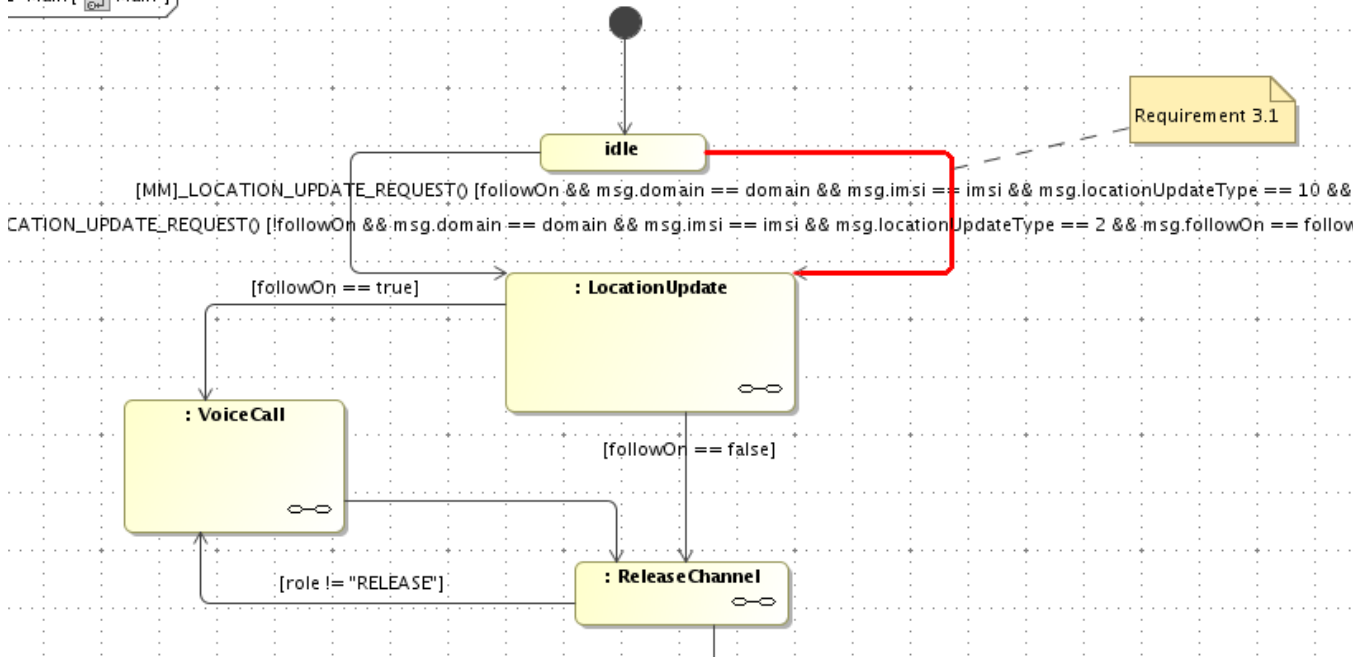 Requirement 3.1
idle
[MM]_LOCATION_UPDATE_REQUEST() [followOn && msg.domain == domain && msg.imsi == imsi && msg.locationUpdateType == 10 &&
CATION_UPDATE_REQUEST() [!followOn && msg.domain == domain && msg.imsi == imsi && msg.locationUpdateType == 2 && msg.followOn == follow
[followOn == true]
: LocationUpdate
: VoiceCall
[followOn == false]
: ReleaseChannel
[role != "RELEASE"]